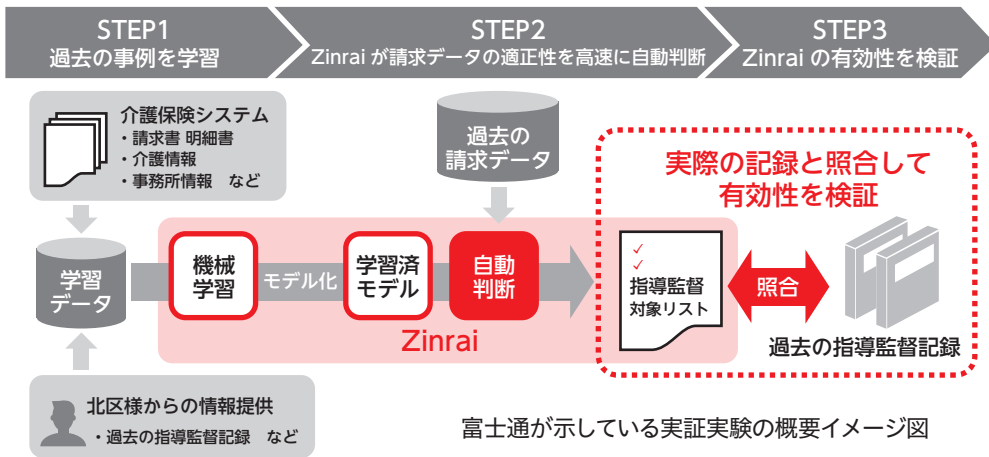 STEP1
過去の事例を学習
STEP2
Zinrai が請求データの適正性を高速に自動判断
STEP3
Zinrai の有効性を検証
介護保険システム
・請求書 明細書
・介護情報
・事務所情報 など
過去の
請求データ
実際の記録と照合して
有効性を検証
学習
データ
機械
学習
モデル化
学習済
モデル
自動
判断
Zinrai
指導監督
対象リスト
照合
過去の指導監督記録
北区様からの情報提供
・過去の指導監督記録 など
富士通が示している実証実験の概要イメージ図